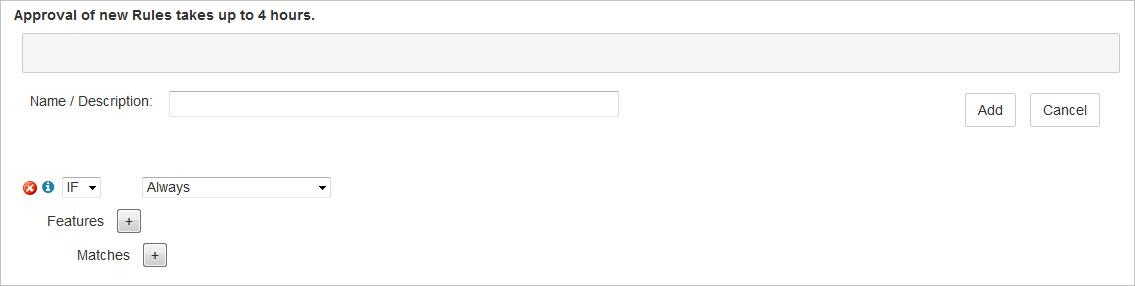 Approval of new Rules takes up to 4 hours.
Name / Description:
Add Cancel
IF Always
Features +
Matches +